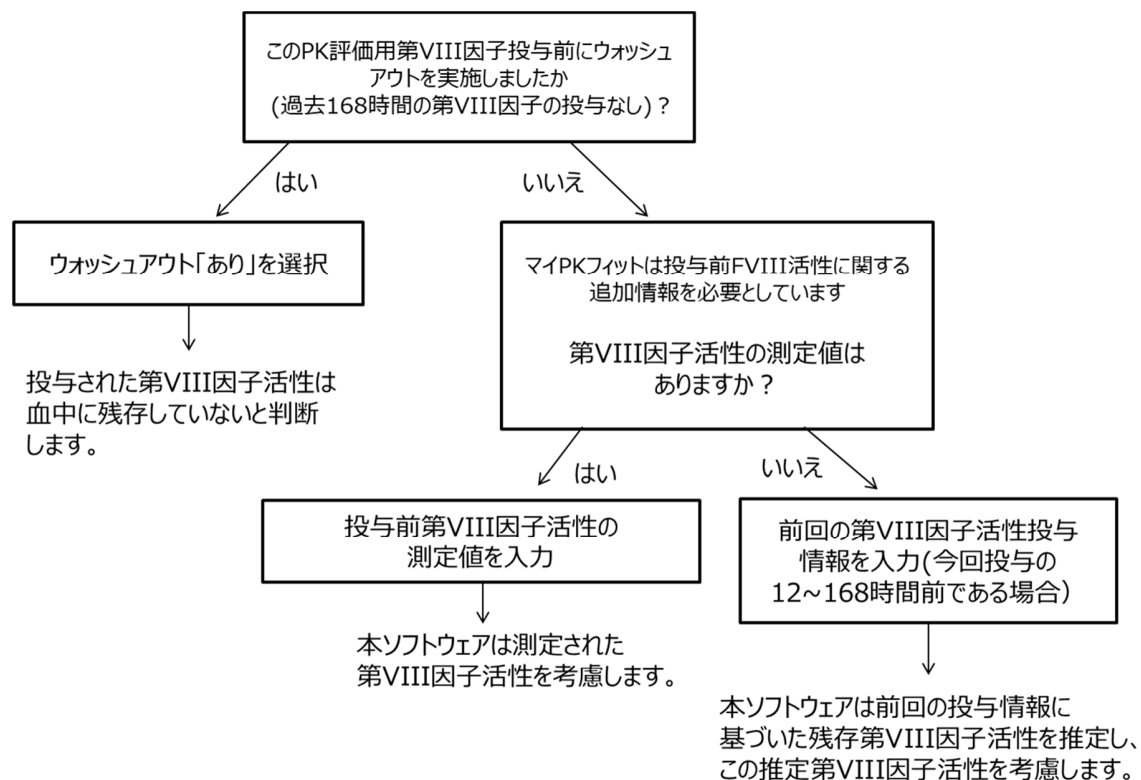 このPK評価用第VIII因子投与前にウォッシュ
アウトを実施しましたか
(過去168時間の第VIII因子の投与なし)？
はい
いいえ
ウォッシュアウト「あり」を選択
マイPKフィットは投与前FVIII活性に関する
追加情報を必要としています
第VIII因子活性の測定値は
ありますか？
投与された第VIII因子活性は
血中に残存していないと判断
します。
はい
いいえ
投与前第VIII因子活性の
測定値を入力
前回の第VIII因子活性投与
情報を入力(今回投与の
12~168時間前である場合)
本ソフトウェアは測定された
第VIII因子活性を考慮します。
本ソフトウェアは前回の投与情報に
基づいた残存第VIII因子活性を推定し、
この推定第VIII因子活性を考慮します。